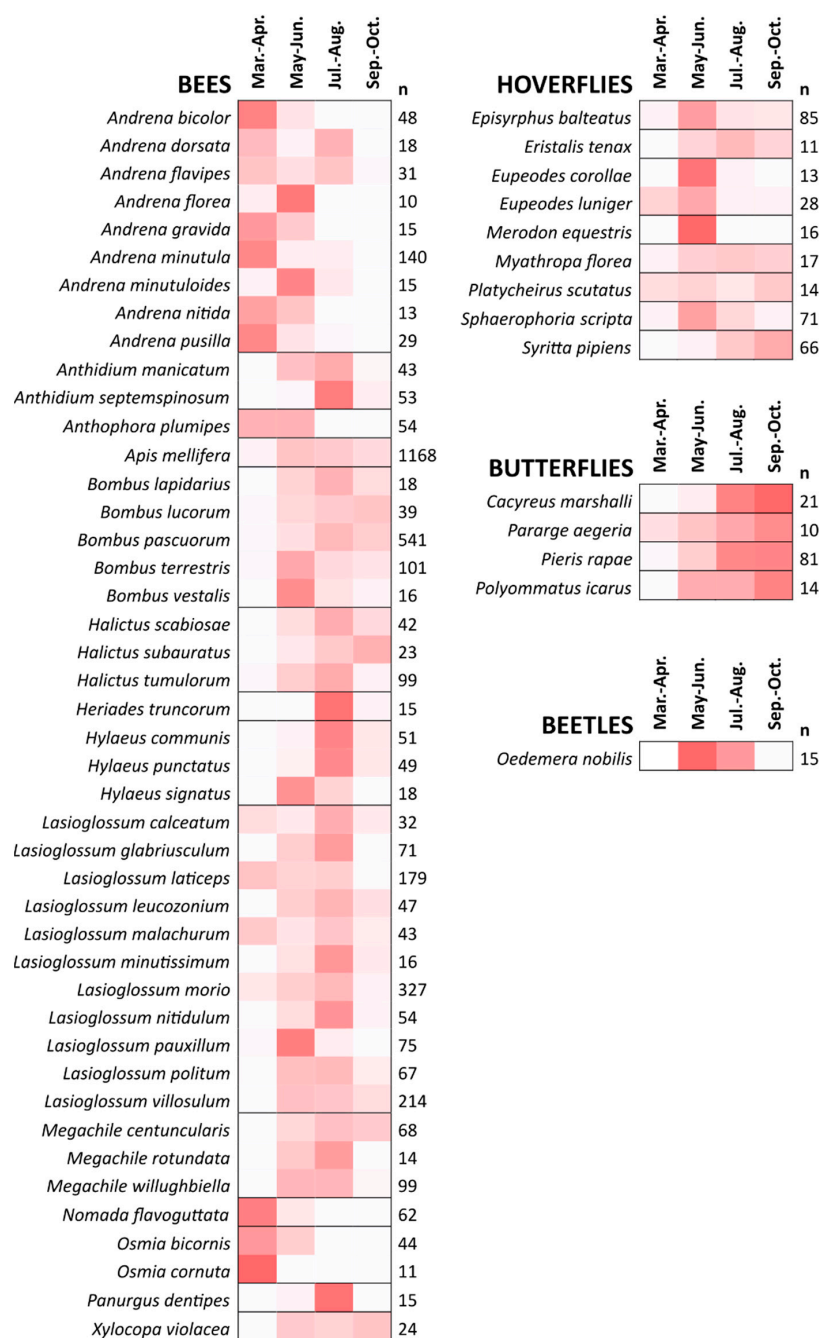 BEES Mar.-Apr. May-Jun. Jul.-Aug. Sep.-Oct. n
Andrena bicolor 48
Andrena dorsata 18
Andrena flavipes 31
Andrena florea 10
Andrena gravida 15
Andrena minutula 140
Andrena minutuloides 15
Andrena nitida 13
Andrena pusilla 29
Anthidium manicatum 43
Anthidium septemspinosum 53
Anthophora plumipes 54
Apis mellifera 1168
Bombus lapidarius 18
Bombus lucorum 39
Bombus pascuorum 541
Bombus terrestris 101
Bombus vestalis 16
Halictus scabiosae 42
Halictus subauratus 23
Halictus tumulorum 99
Heriades truncorum 15
Hylaeus communis 51
Hylaeus punctatus 49
Hylaeus signatus 18
Lasioglossum calceatum 32
Lasioglossum glabriusculum 71
Lasioglossum laticeps 179
Lasioglossum leucozonium 47
Lasioglossum malachurum 43
Lasioglossum minutissimum 16
Lasioglossum morio 327
Lasioglossum nitidulum 54
Lasioglossum pauxillum 75
Lasioglossum politum 67
Lasioglossum villosulum 214
Megachile centuncularis 68
Megachile rotundata 14
Megachile willughbiella 99
Nomada flavoguttata 62
Osmia bicornis 44
Osmia cornuta 11
Panurgus dentipes 15
Xylocopa violacea 24
HOVERFLIES Mar.-Apr. May-Jun. Jul.-Aug. Sep.-Oct. n
Episyrphus balteatus 85
Eristalis tenax 11
Eupeodes corollae 13
Eupeodes luniger 28
Merodon equestris 16
Myathropa florea 17
Platycheirus scutatus 14
Sphaerophoria scripta 71
Syritta pipiens 66
BUTTERFLIES Mar.-Apr. May-Jun. Jul.-Aug. Sep.-Oct. n
Cacyreus marshalli 21
Pararge aegeria 10
Pieris rapae 81
Polyommatus icarus 14
BEETLES Mar.-Apr. May-Jun. Jul.-Aug. Sep.-Oct. n
Oedemera nobilis 15